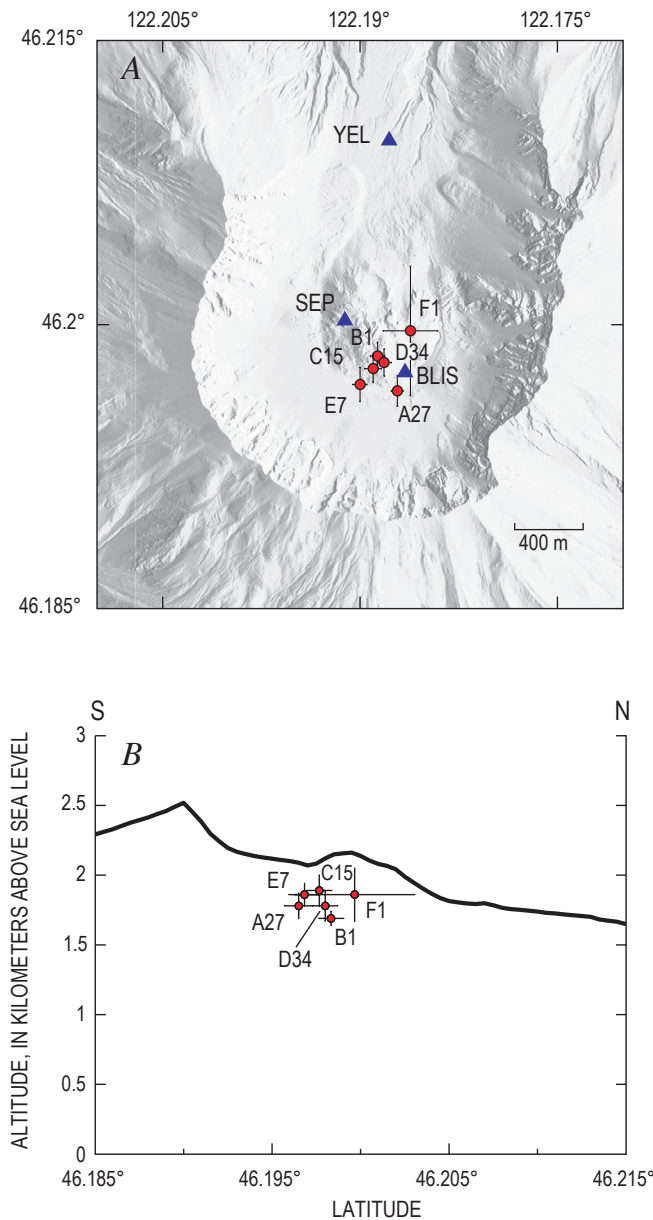 122.205° 122.19° 122.175°
46.215°
A
YEL
SEP
F1
46.2°
B1
C15
D34
BLIS
E7
A27
400 m
46.185°
S N
3
B
2.5
2
1.5
1
0.5
0
E7
C15
A27
F1
D34
B1
ALTITUDE, IN KILOMETERS ABOVE SEA LEVEL
46.185° 46.195° 46.205° 46.215°
LATITUDE